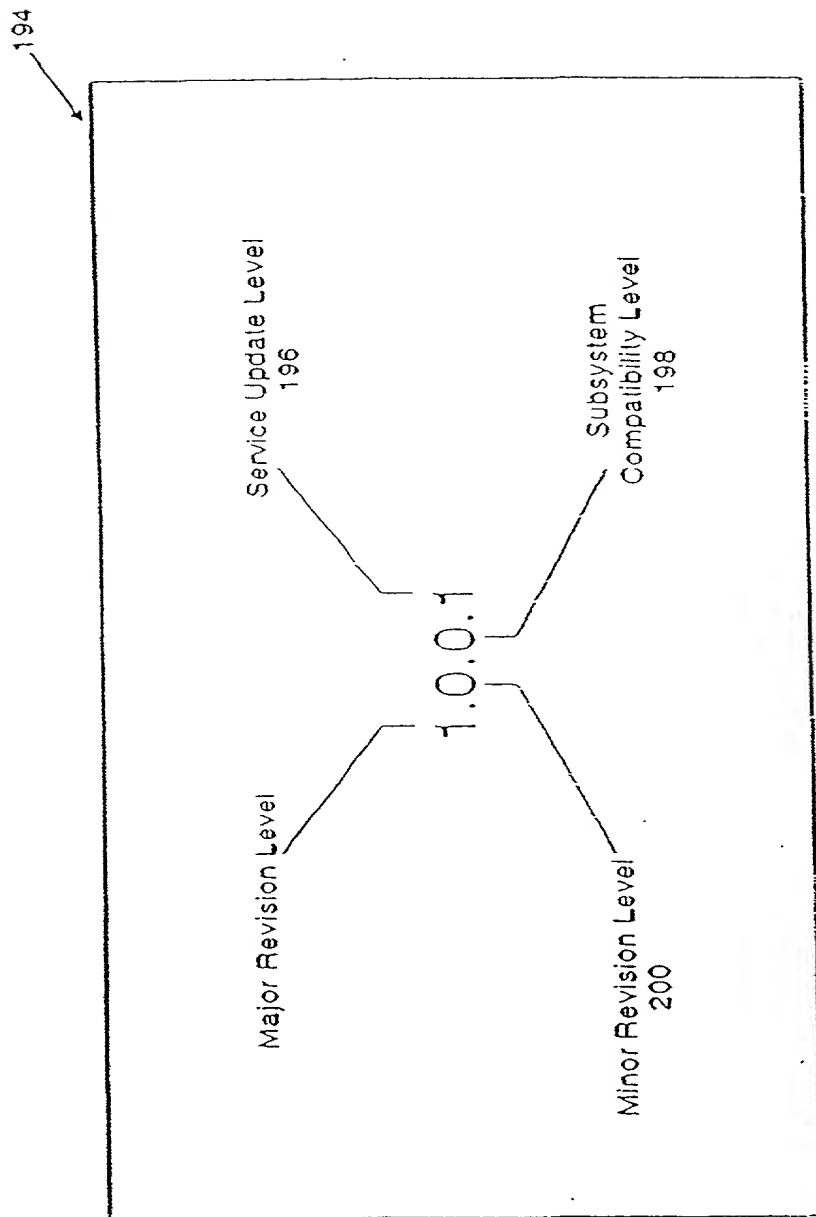 194
Major Revision Level
Service Update Level
196
1.0.0.1
Minor Revision Level
200
Subsystem
Compatibility Level
198